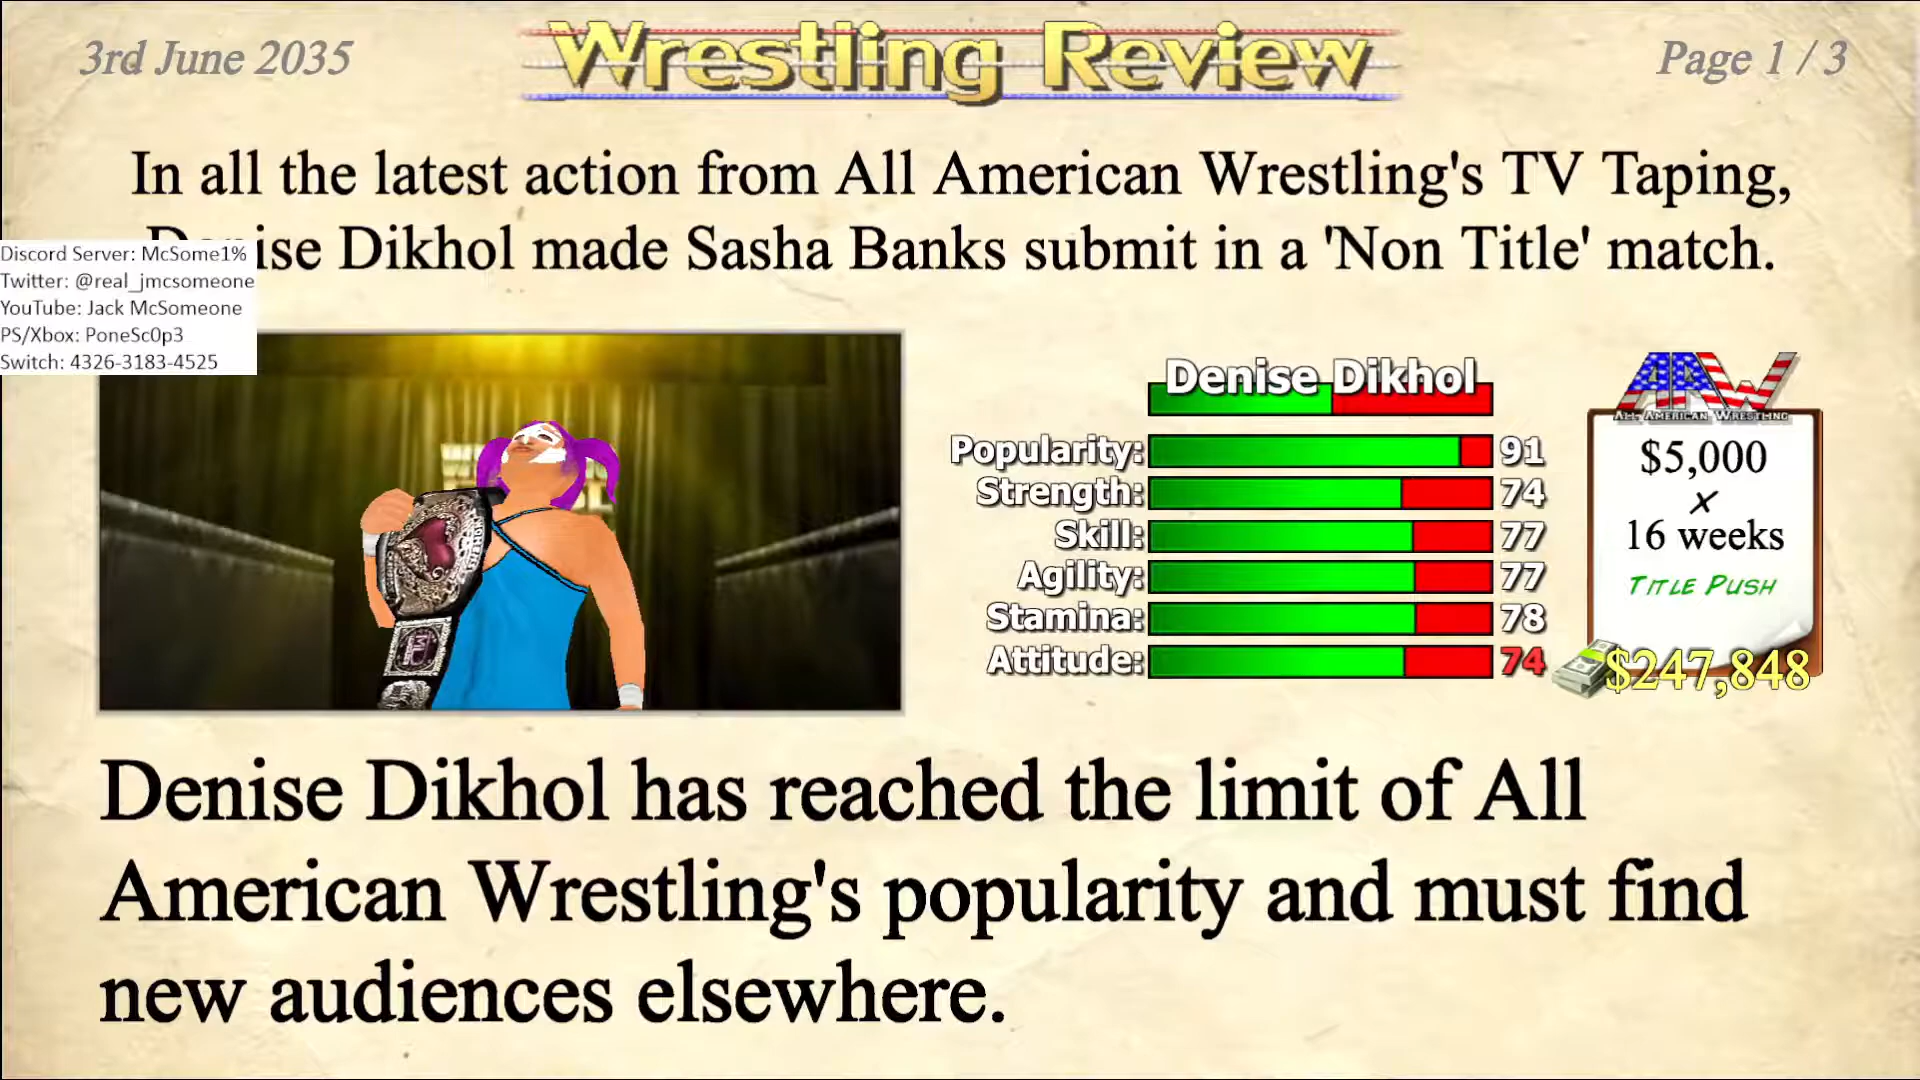 3rd June 2035
Wrestling Review
Page 1 / 3
In all the latest action from All American Wrestling's TV Taping,
Denise Dikhol made Sasha Banks submit in a 'Non Title' match.
Discord Server: McSome1%
Twitter: @real_jmcsomeone
YouTube: Jack McSomeone
PS/Xbox: PoneSc0p3
Switch: 4326-3183-4525
Denise Dikhol
Popularity: 91
Strength: 74
Skill: 77
Agility: 77
Stamina: 78
Attitude: 74
AAW
ALL AMERICAN WRESTLING
$5,000
x
16 weeks
TITLE PUSH
$247,848
Denise Dikhol has reached the limit of All
American Wrestling's popularity and must find
new audiences elsewhere.